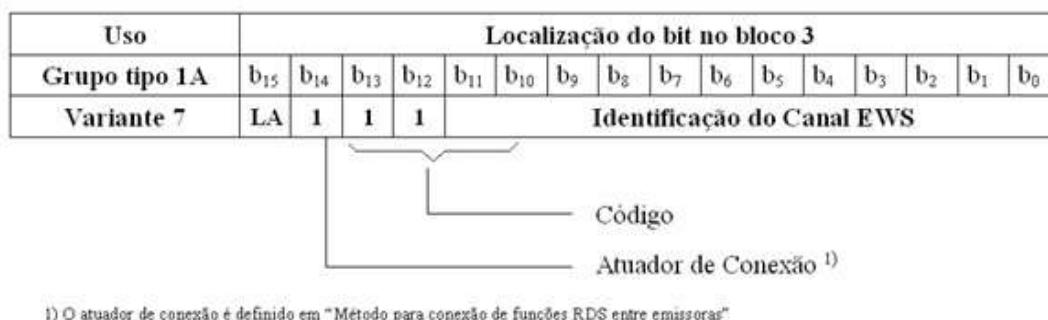 Uso Localização do bit no bloco 3
Grupo tipo 1A b15 b14 b13 b12 b11 b10 b9 b8 b7 b6 b5 b4 b3 b2 b1 b0
Variante 7 LA 1 1 1 Identificação do Canal EWS
Código
Atuador de Conexão 1)
1) O atuador de conexão é definido em “Método para conexão de funções RDS entre emissoras”